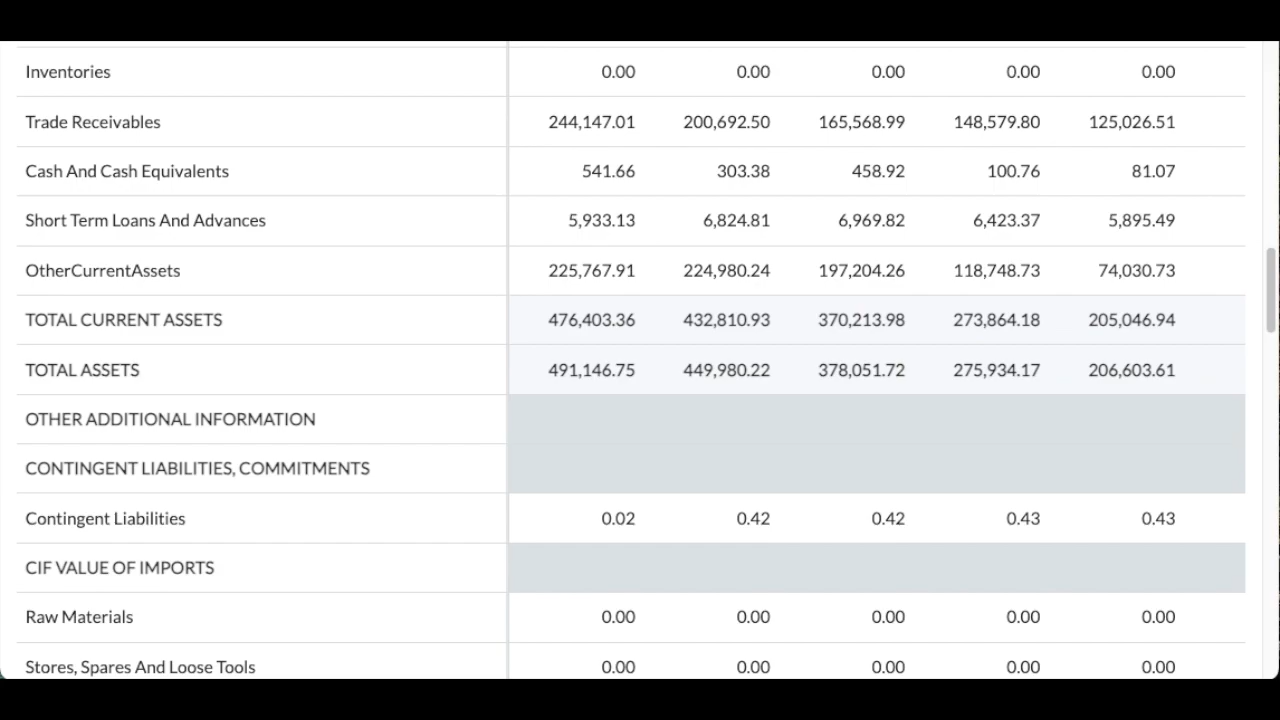 Inventories 0.00 0.00 0.00 0.00 0.00
Trade Receivables 244,147.01 200,692.50 165,568.99 148,579.80 125,026.51
Cash And Cash Equivalents 541.66 303.38 458.92 100.76 81.07
Short Term Loans And Advances 5,933.13 6,824.81 6,969.82 6,423.37 5,895.49
OtherCurrentAssets 225,767.91 224,980.24 197,204.26 118,748.73 74,030.73
TOTAL CURRENT ASSETS 476,403.36 432,810.93 370,213.98 273,864.18 205,046.94
TOTAL ASSETS 491,146.75 449,980.22 378,051.72 275,934.17 206,603.61
OTHER ADDITIONAL INFORMATION
CONTINGENT LIABILITIES, COMMITMENTS
Contingent Liabilities 0.02 0.42 0.42 0.43 0.43
CIF VALUE OF IMPORTS
Raw Materials 0.00 0.00 0.00 0.00 0.00
Stores, Spares And Loose Tools 0.00 0.00 0.00 0.00 0.00